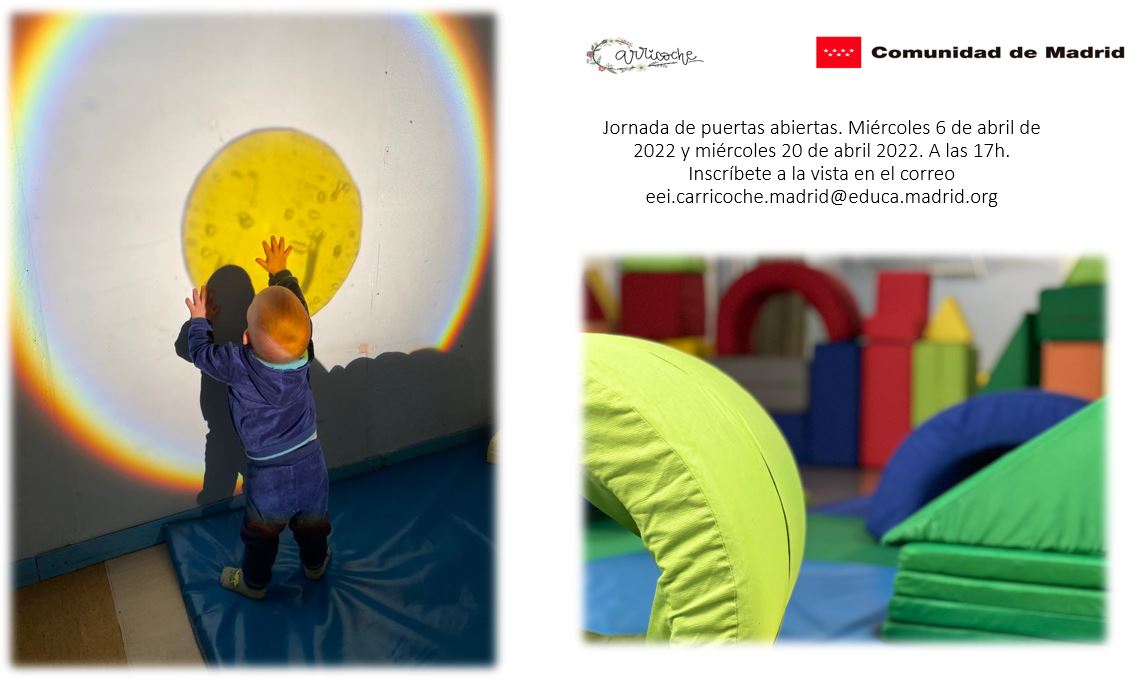 Carricoche
Comunidad de Madrid
Jornada de puertas abiertas. Miércoles 6 de abril de
2022 y miércoles 20 de abril 2022. A las 17h.
Inscríbete a la vista en el correo
eei.carricoche.madrid@educa.madrid.org